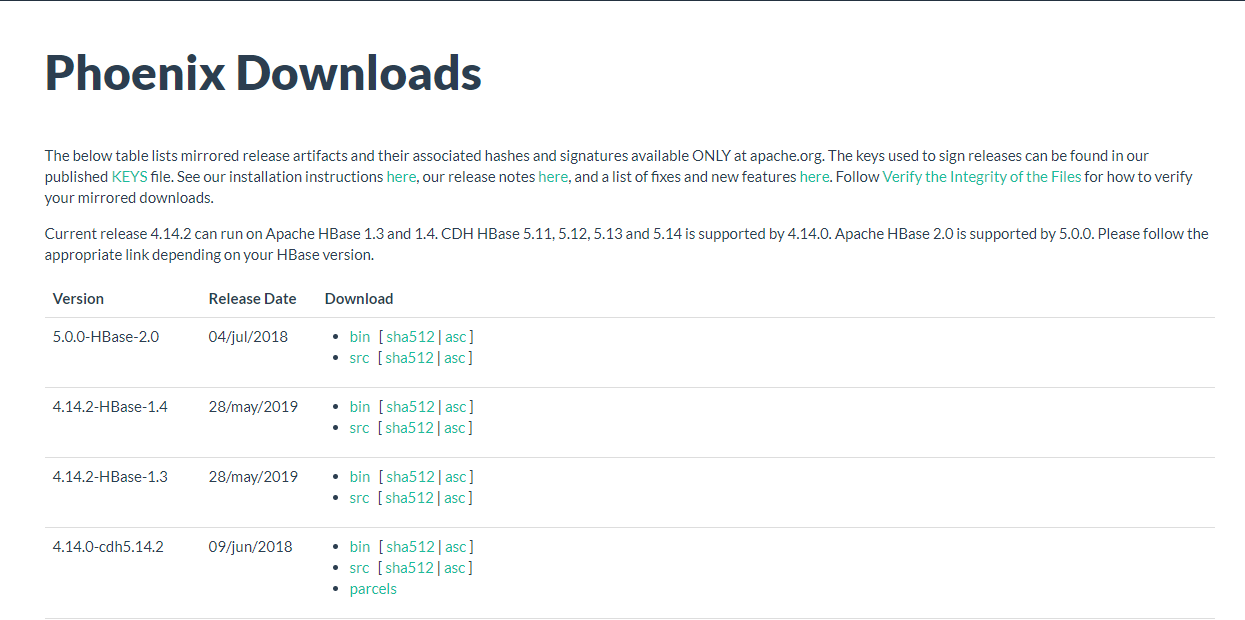 Phoenix Downloads
The below table lists mirrored release artifacts and their associated hashes and signatures available ONLY at apache.org. The keys used to sign releases can be found in our
published KEYS file. See our installation instructions here, our release notes here, and a list of fixes and new features here. Follow Verify the Integrity of the Files for how to verify
your mirrored downloads.
Current release 4.14.2 can run on Apache HBase 1.3 and 1.4. CDH HBase 5.11, 5.12, 5.13 and 5.14 is supported by 4.14.0. Apache HBase 2.0 is supported by 5.0.0. Please follow the
appropriate link depending on your HBase version.
Version Release Date Download
5.0.0-HBase-2.0 04/jul/2018 • bin [ sha512 | asc ]
• src [ sha512 | asc ]
4.14.2-HBase-1.4 28/may/2019 • bin [ sha512 | asc ]
• src [ sha512 | asc ]
4.14.2-HBase-1.3 28/may/2019 • bin [ sha512 | asc ]
• src [ sha512 | asc ]
4.14.0-cdh5.14.2 09/jun/2018 • bin [ sha512 | asc ]
• src [ sha512 | asc ]
• parcels